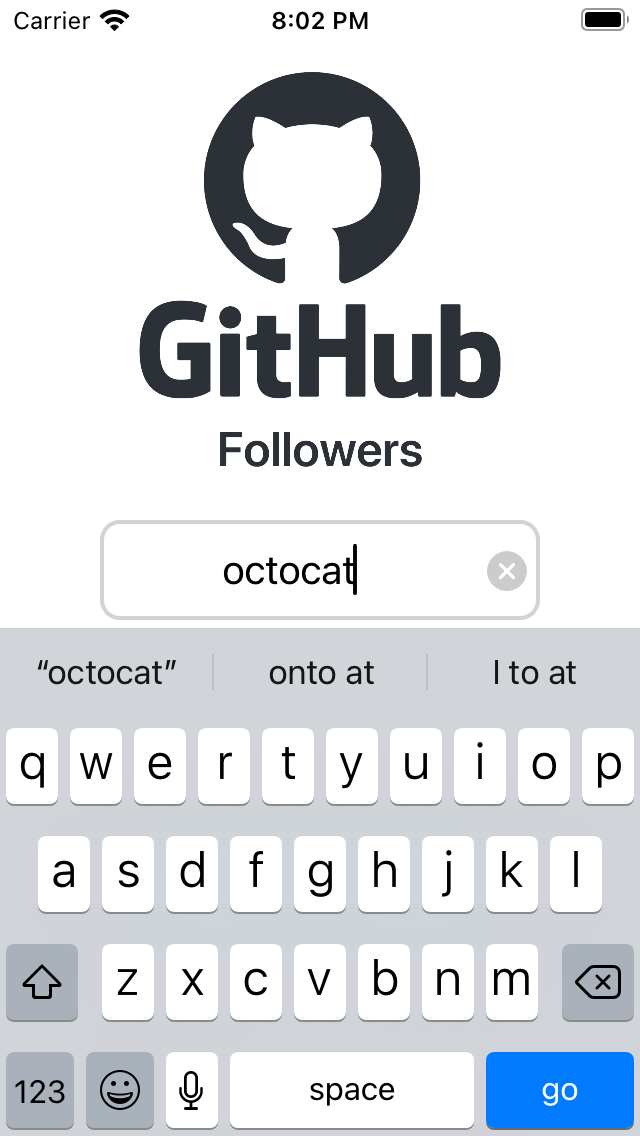 Carrier 8:02 PM
GitHub
Followers
octocat
“octocat” onto at I to at
q w e r t y u i o p
a s d f g h j k l
z x c v b n m
123 space go